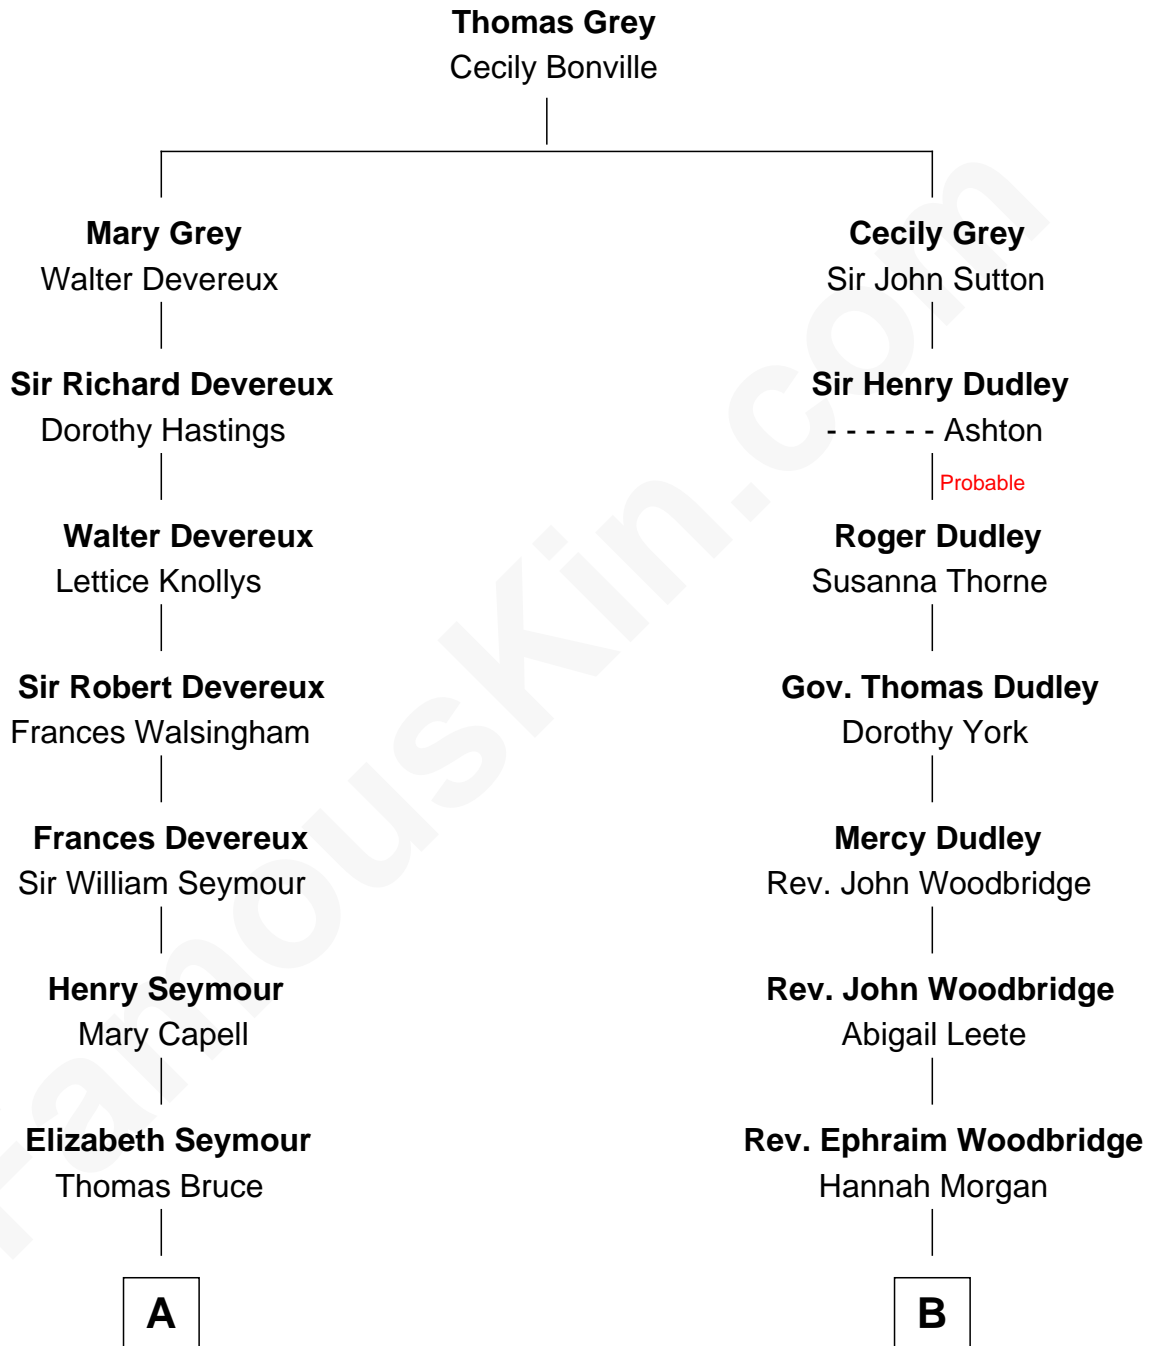 Thomas Grey
Cecily Bonville
Mary Grey
Walter Devereux
Cecily Grey
Sir John Sutton
Sir Richard Devereux
Dorothy Hastings
Sir Henry Dudley
- - - - - - Ashton
Probable
Walter Devereux
Lettice Knollys
Roger Dudley
Susanna Thorne
Sir Robert Devereux
Frances Walsingham
Gov. Thomas Dudley
Dorothy York
Frances Devereux
Sir William Seymour
Mercy Dudley
Rev. John Woodbridge
Henry Seymour
Mary Capell
Rev. John Woodbridge
Abigail Leete
Elizabeth Seymour
Thomas Bruce
Rev. Ephraim Woodbridge
Hannah Morgan
A
B
FamousKin.com